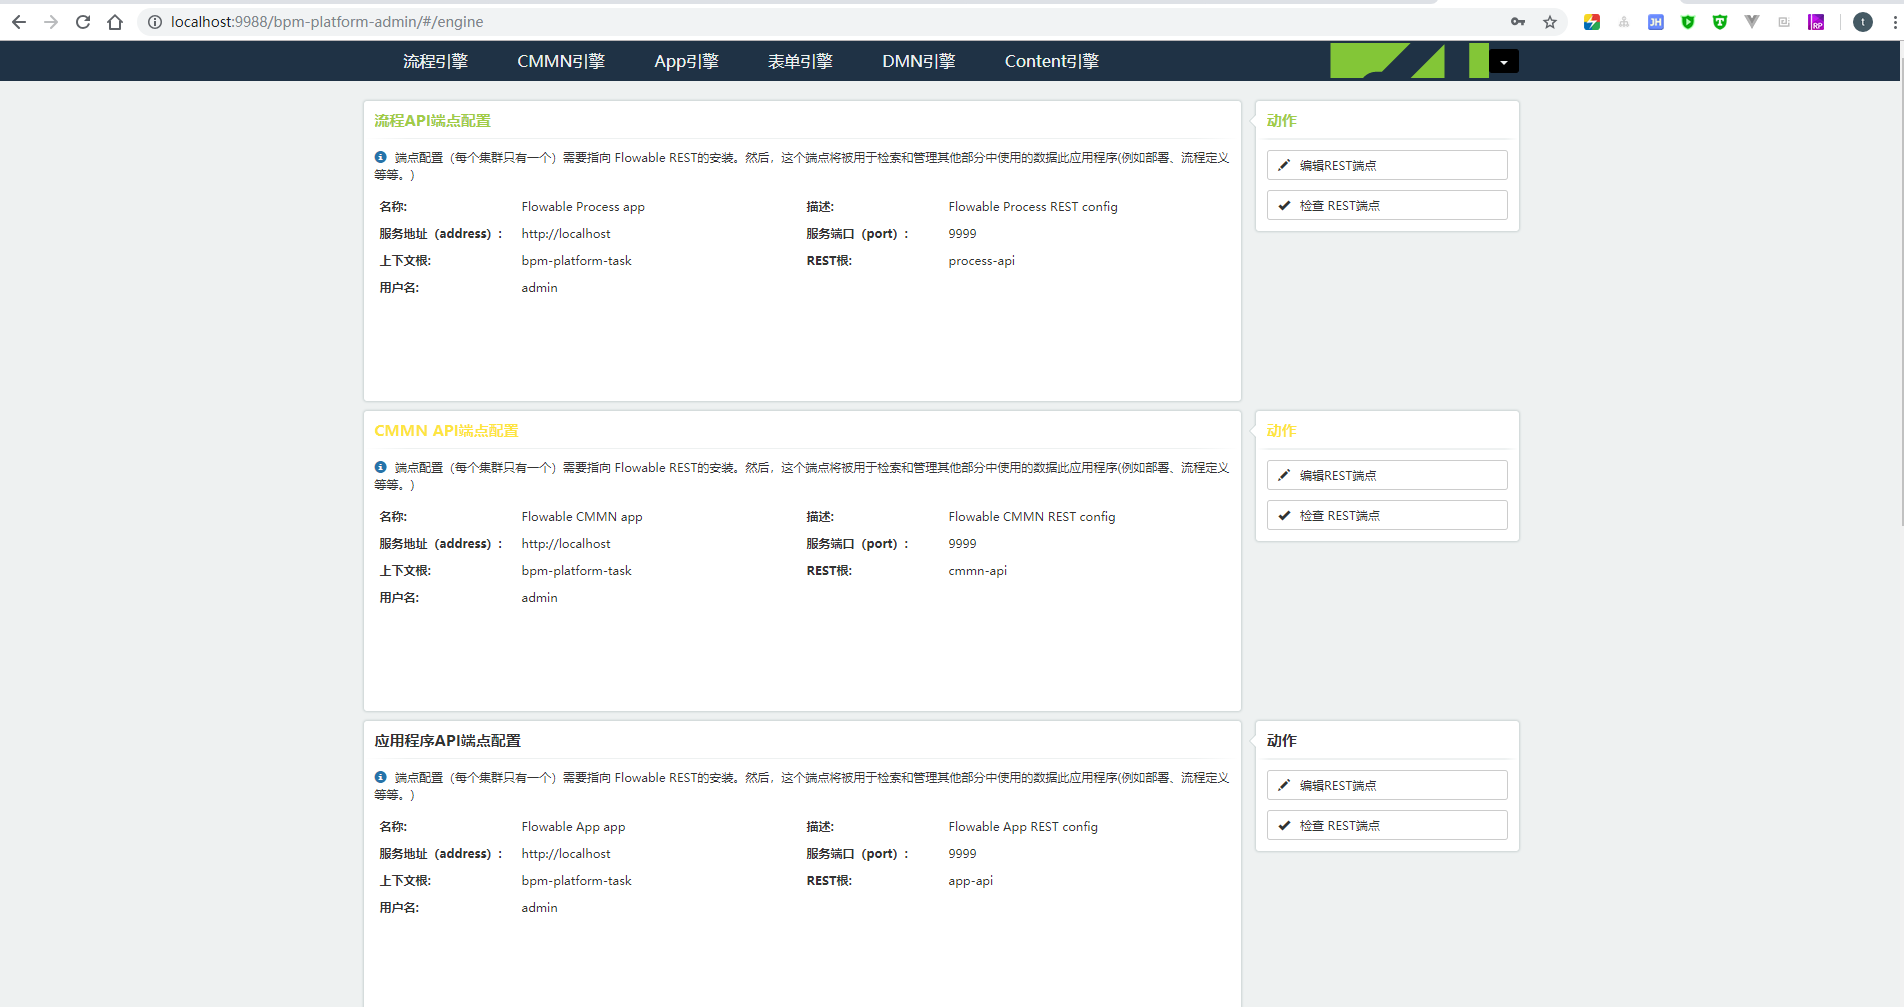 localhost:9988/bpm-platform-admin/#/engine
JH
RP
t
流程引擎 CMMN引擎 App引擎 表单引擎 DMN引擎 Content引擎
流程API端点配置
端点配置（每个集群只有一个）需要指向 Flowable REST的安装。然后，这个端点将被用于检索和管理其他部分中使用的数据此应用程序(例如部署、流程定义
等等。)
名称: Flowable Process app 描述: Flowable Process REST config
服务地址（address）: http://localhost 服务端口（port）: 9999
上下文根: bpm-platform-task REST根: process-api
用户名: admin
动作
编辑REST端点
检查 REST端点
CMMN API端点配置
端点配置（每个集群只有一个）需要指向 Flowable REST的安装。然后，这个端点将被用于检索和管理其他部分中使用的数据此应用程序(例如部署、流程定义
等等。)
名称: Flowable CMMN app 描述: Flowable CMMN REST config
服务地址（address）: http://localhost 服务端口（port）: 9999
上下文根: bpm-platform-task REST根: cmmn-api
用户名: admin
动作
编辑REST端点
检查 REST端点
应用程序API端点配置
端点配置（每个集群只有一个）需要指向 Flowable REST的安装。然后，这个端点将被用于检索和管理其他部分中使用的数据此应用程序(例如部署、流程定义
等等。)
名称: Flowable App app 描述: Flowable App REST config
服务地址（address）: http://localhost 服务端口（port）: 9999
上下文根: bpm-platform-task REST根: app-api
用户名: admin
动作
编辑REST端点
检查 REST端点